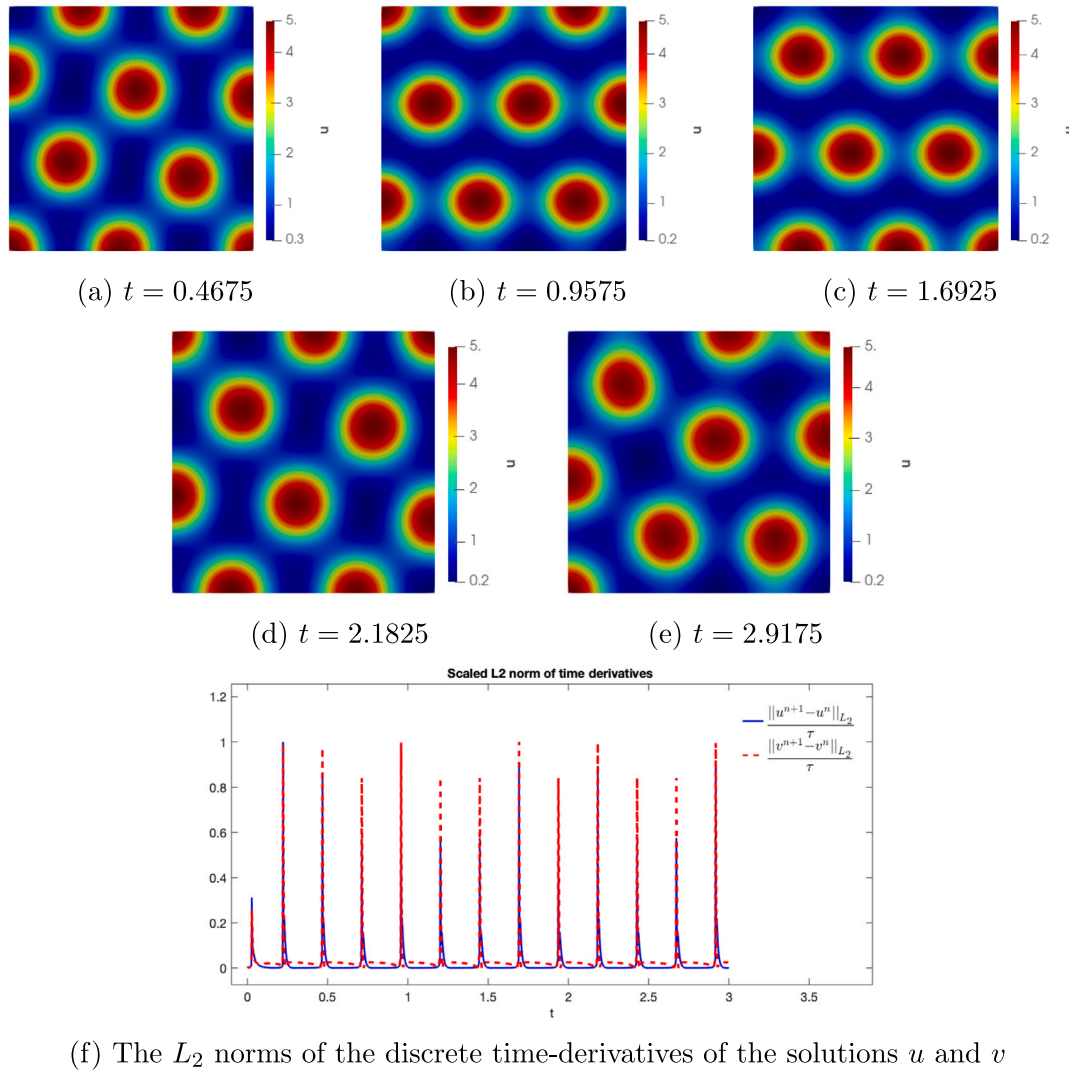 5.
4
3
2
1
0.3
u
5.
4
3
2
1
0.2
u
5.
4
3
2
1
0.2
u
(a) t = 0.4675
(b) t = 0.9575
(c) t = 1.6925
5.
4
3
2
1
0.2
u
5.
4
3
2
1
0.2
u
(d) t = 2.1825
(e) t = 2.9175
Scaled L2 norm of time derivatives
1.2
1
0.8
0.6
0.4
0.2
0
||u^{n+1}−u^n||_{L_2}
τ
||v^{n+1}−v^n||_{L_2}
τ
0 0.5 1 1.5 2 2.5 3 3.5
t
(f) The L_2 norms of the discrete time-derivatives of the solutions u and v